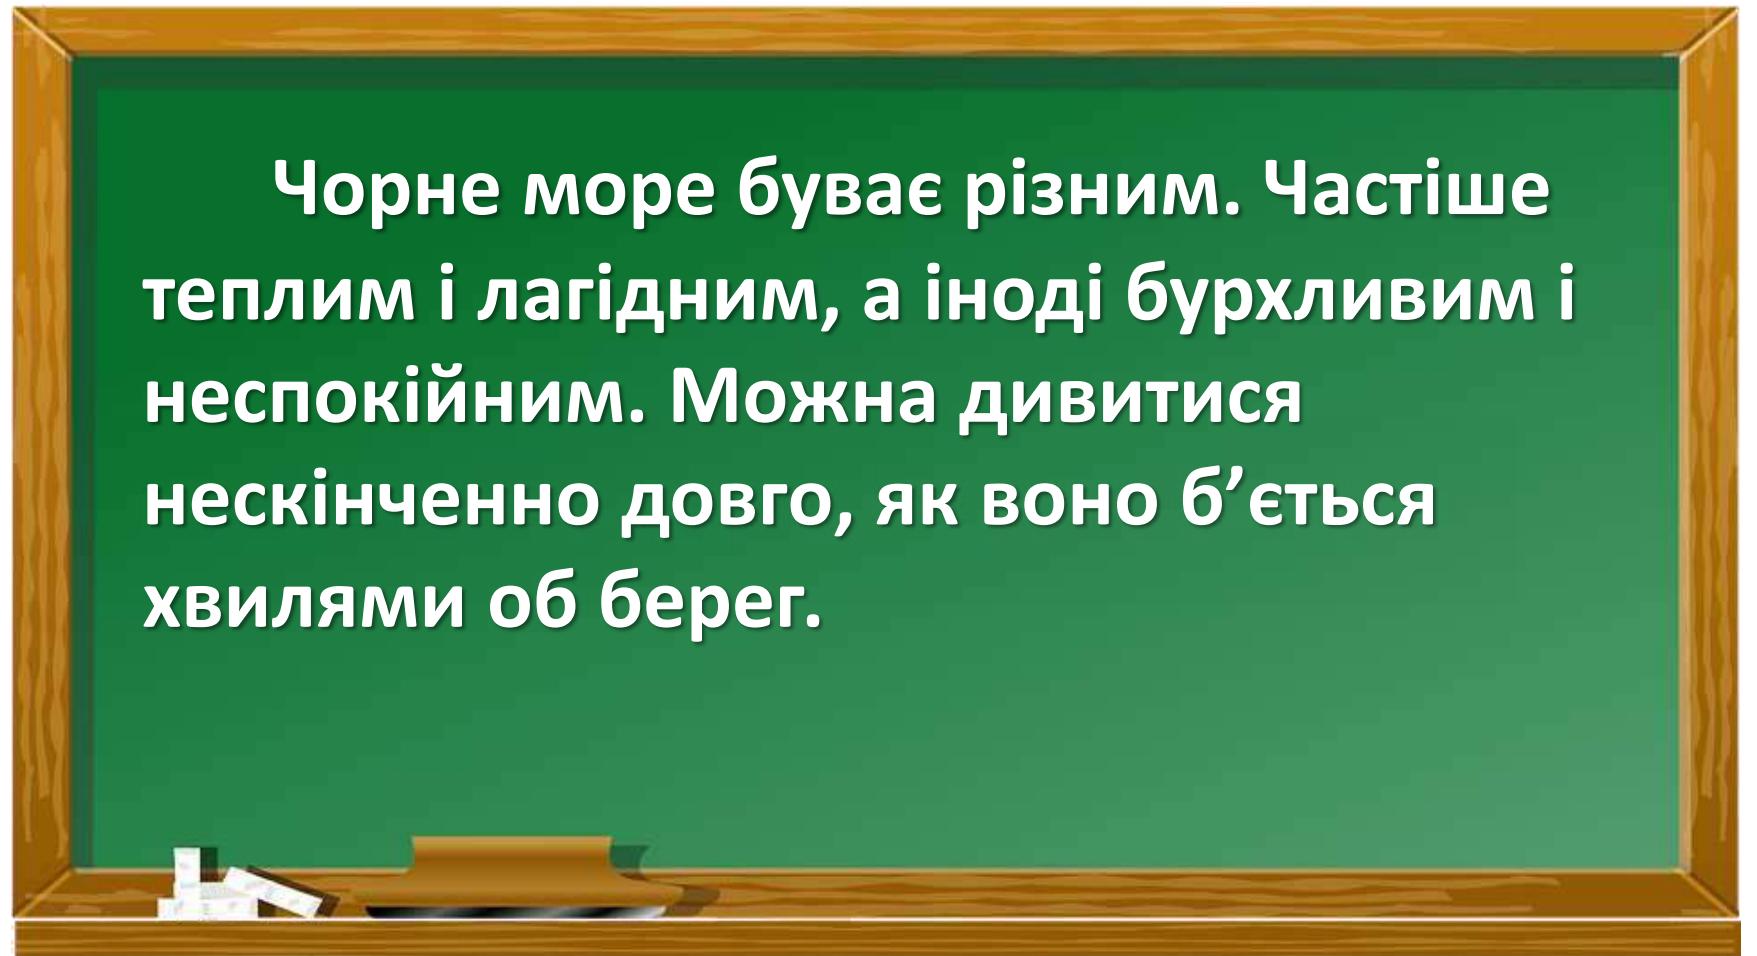 Чорне море буває різним. Частіше
теплим і лагідним, а іноді бурхливим і
неспокійним. Можна дивитися
нескінченно довго, як воно б’ється
хвилями об берег.